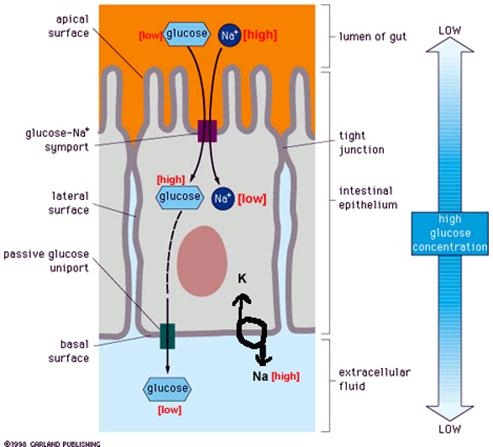 apical
surface
[low]
glucose
Na+
[high]
lumen of gut
LOW
glucose–Na+
symport
tight
junction
[high]
glucose
Na+
[low]
lateral
surface
intestinal
epithelium
high
glucose
concentration
passive glucose
uniport
K
basal
surface
Na [high]
glucose
[low]
extracellular
fluid
LOW
©1998 GARLAND PUBLISHING